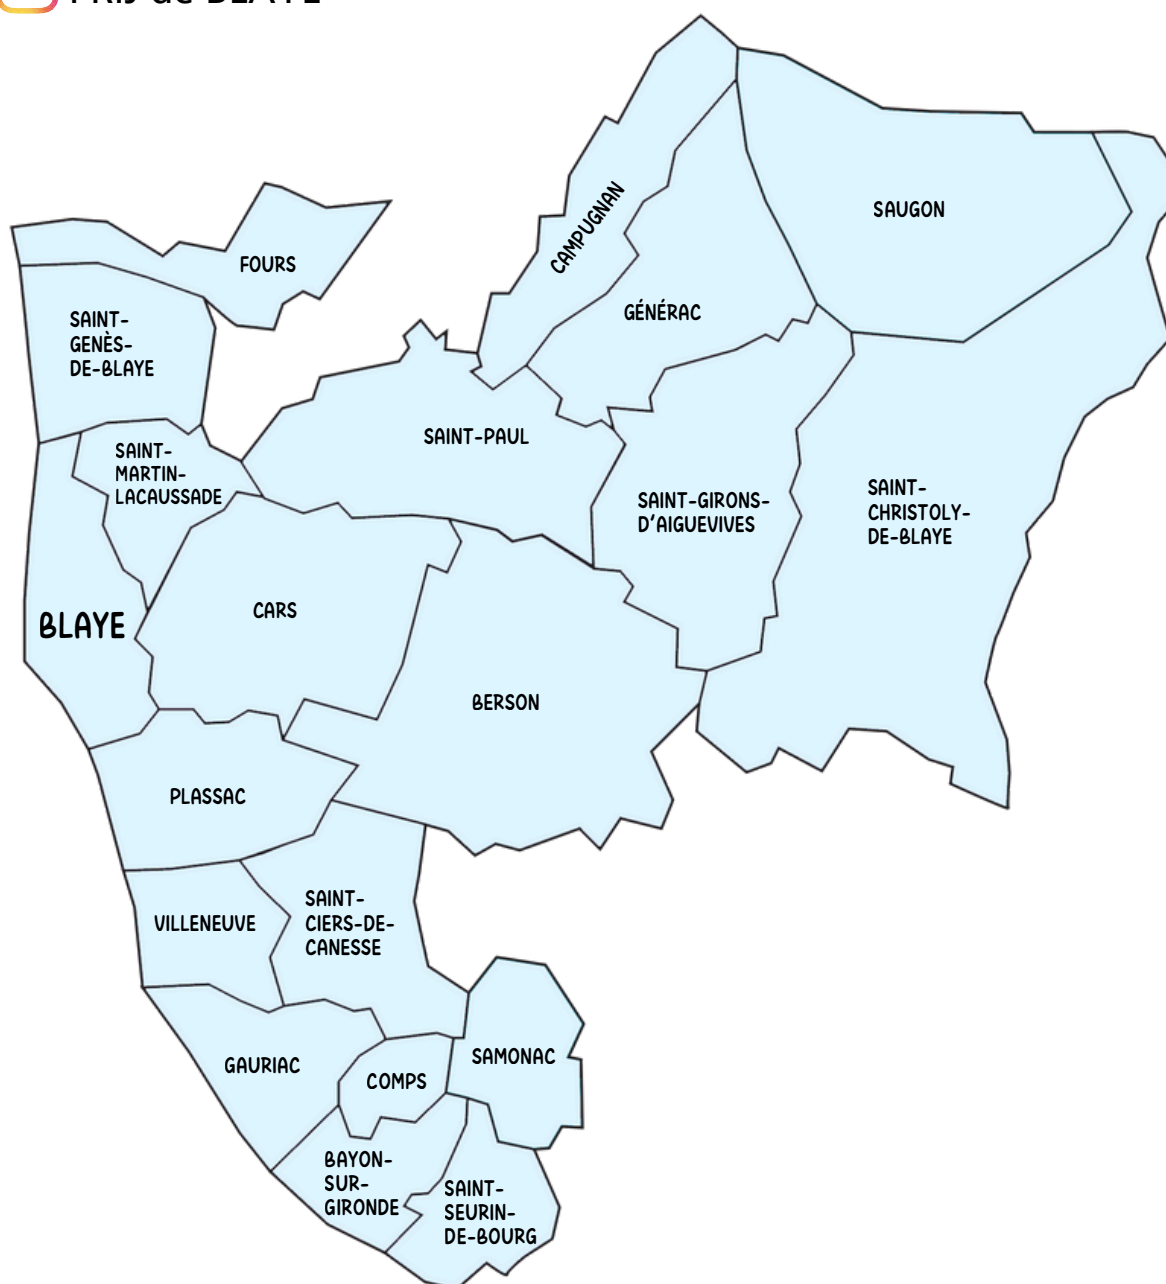 de
CAMPUGNAN
SAUGON
FOURS
GÉNÉRAC
SAINT-
GENÈS-
DE-BLAYE
SAINT-PAUL
SAINT-
MARTIN-
LACAUSSADE
SAINT-GIRONS-
D'AIGUEVIVES
SAINT-
CHRISTOLY-
DE-BLAYE
BLAYE
CARS
BERSON
PLASSAC
VILLENEUVE
SAINT-
CIERS-DE-
CANESSE
GAURIAC
COMPS
SAMONAC
BAYON-
SUR-
GIRONDE
SAINT-
SEURIN-
DE-BOURG